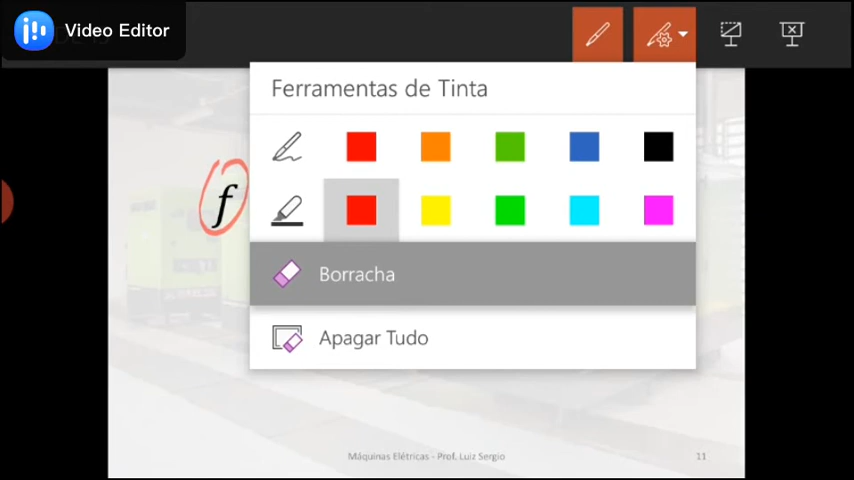 Video Editor
Ferramentas de Tinta
f
Borracha
Apagar Tudo
Máquinas Elétricas - Prof. Luiz Sergio
11